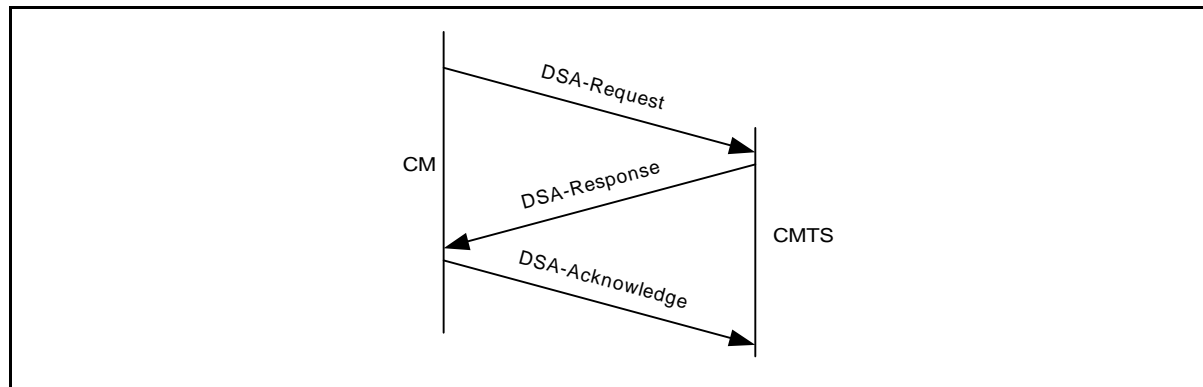 DSA-Request
CM
DSA-Response
CMTS
DSA-Acknowledge